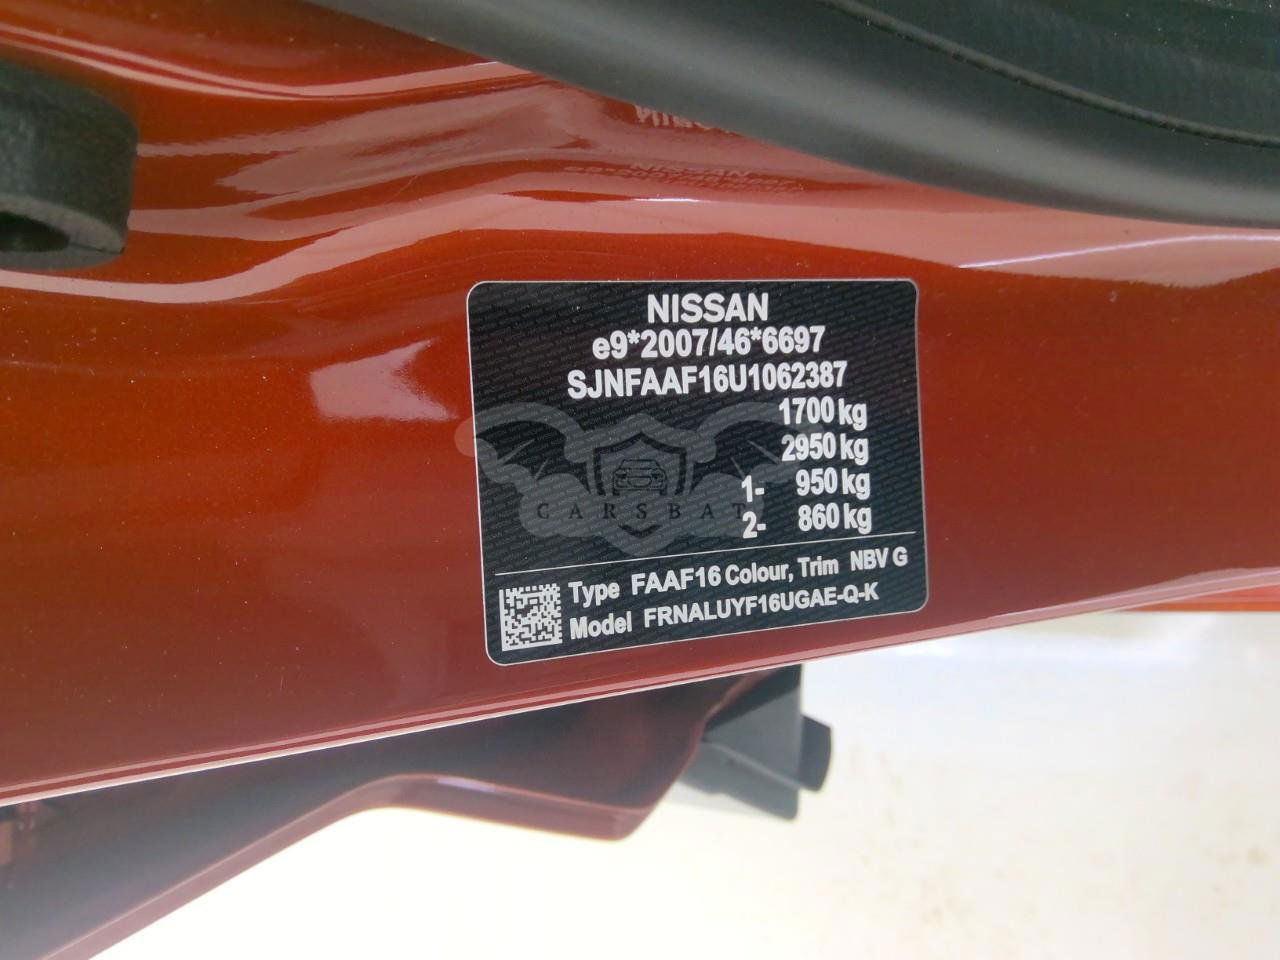 NISSAN
e9*2007/46*6697
SJNFAAF16U1062387
1700 kg
2950 kg
1- 950 kg
2- 860 kg
CARSBAT
Type FAAF16 Colour, Trim NBV G
Model FRNALUYF16UGAE-Q-K